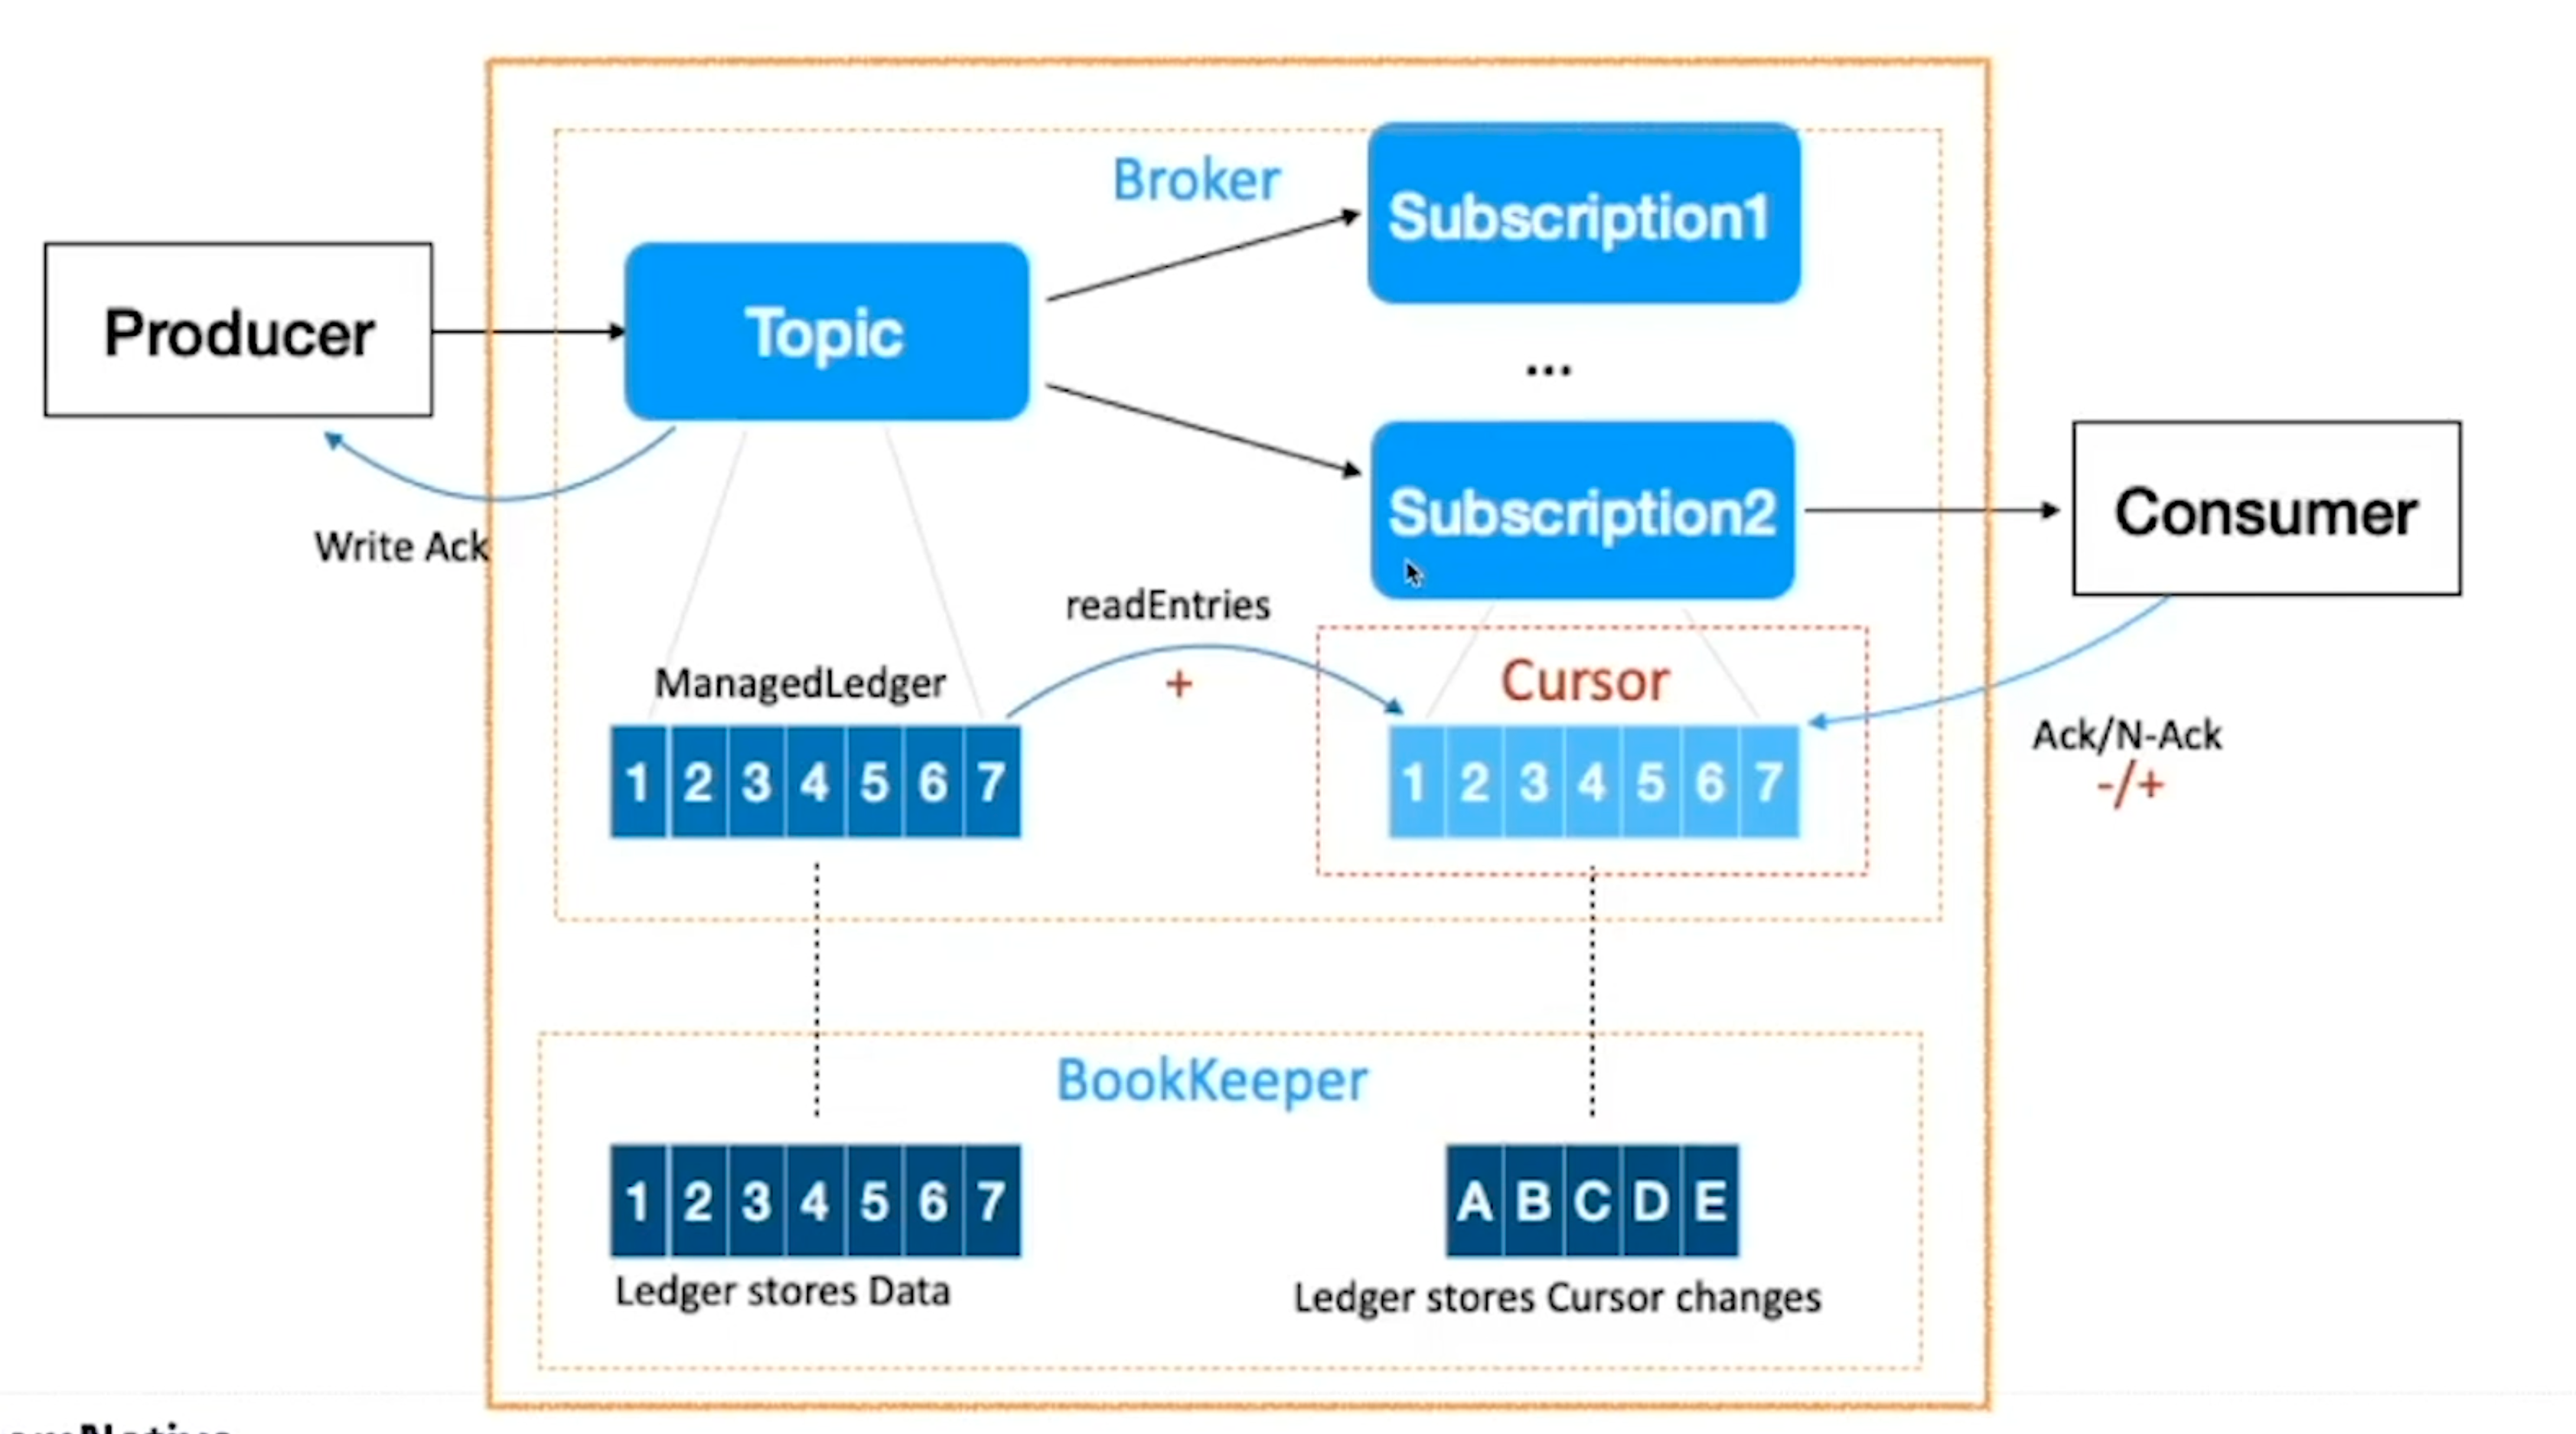 Broker
Subscription1
Producer
Topic
...
Subscription2
Consumer
Write Ack
readEntries
+
ManagedLedger
Cursor
Ack/N-Ack
-/+
1 2 3 4 5 6 7
1 2 3 4 5 6 7
BookKeeper
1 2 3 4 5 6 7
A B C D E
Ledger stores Data
Ledger stores Cursor changes